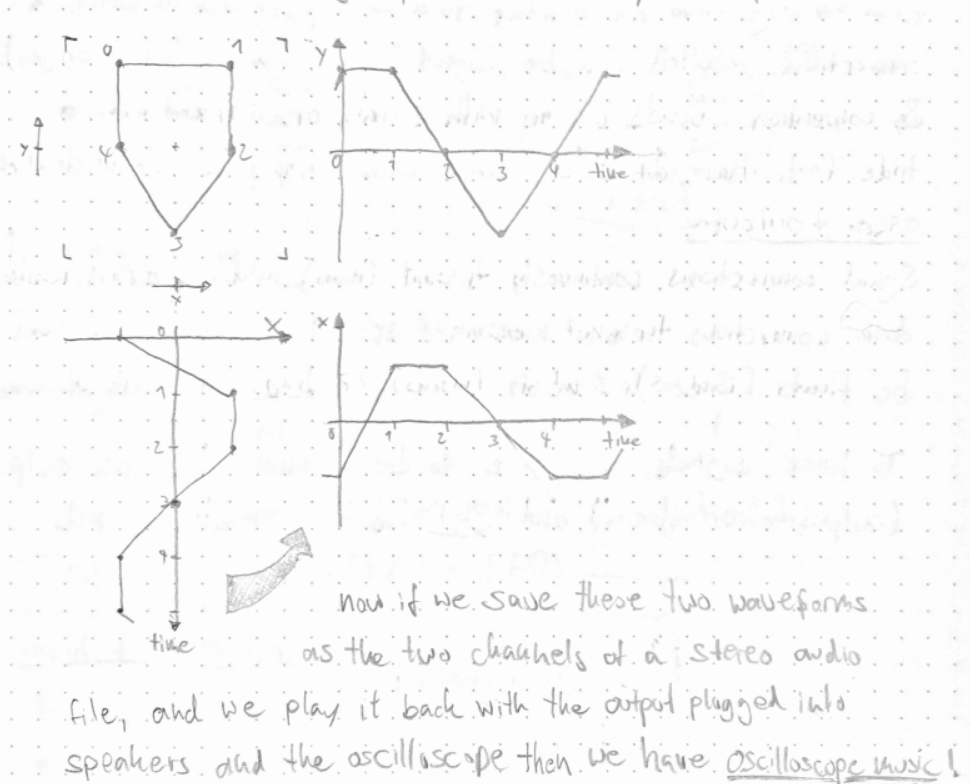 0 1
y
4 2
3
x
y
0 1 2 3 4 time
0 x
1
2
3
4
5
time
x
0 1 2 3 4 time
now if we save these two waveforms
as the two channels of a stereo audio
file, and we play it back with the output plugged into
speakers and the oscilloscope then we have oscilloscope music!